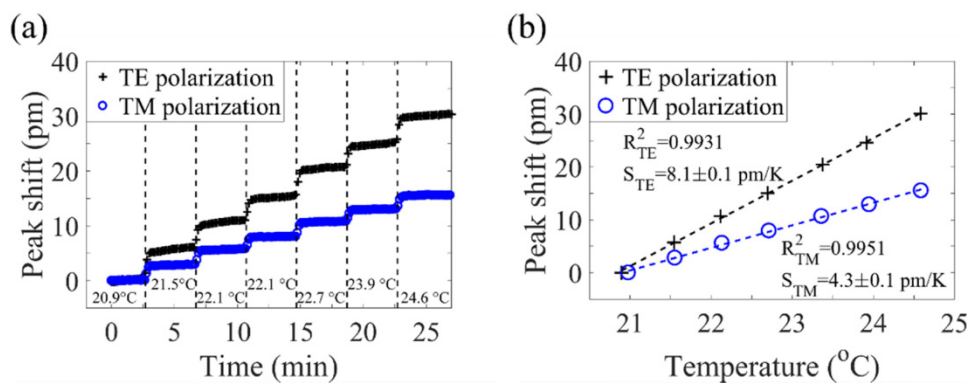 (a)
Peak shift (pm)
40
30
20
10
0
TE polarization
TM polarization
20.9°C
21.5°C
22.1 °C
22.1 °C
22.7 °C
23.9 °C
24.6 °C
0
5
10
15
20
25
Time (min)
(b)
Peak shift (pm)
40
30
20
10
0
TE polarization
TM polarization
R²TE=0.9931
STE=8.1±0.1 pm/K
R²TM=0.9951
STM=4.3±0.1 pm/K
21
22
23
24
25
Temperature (°C)